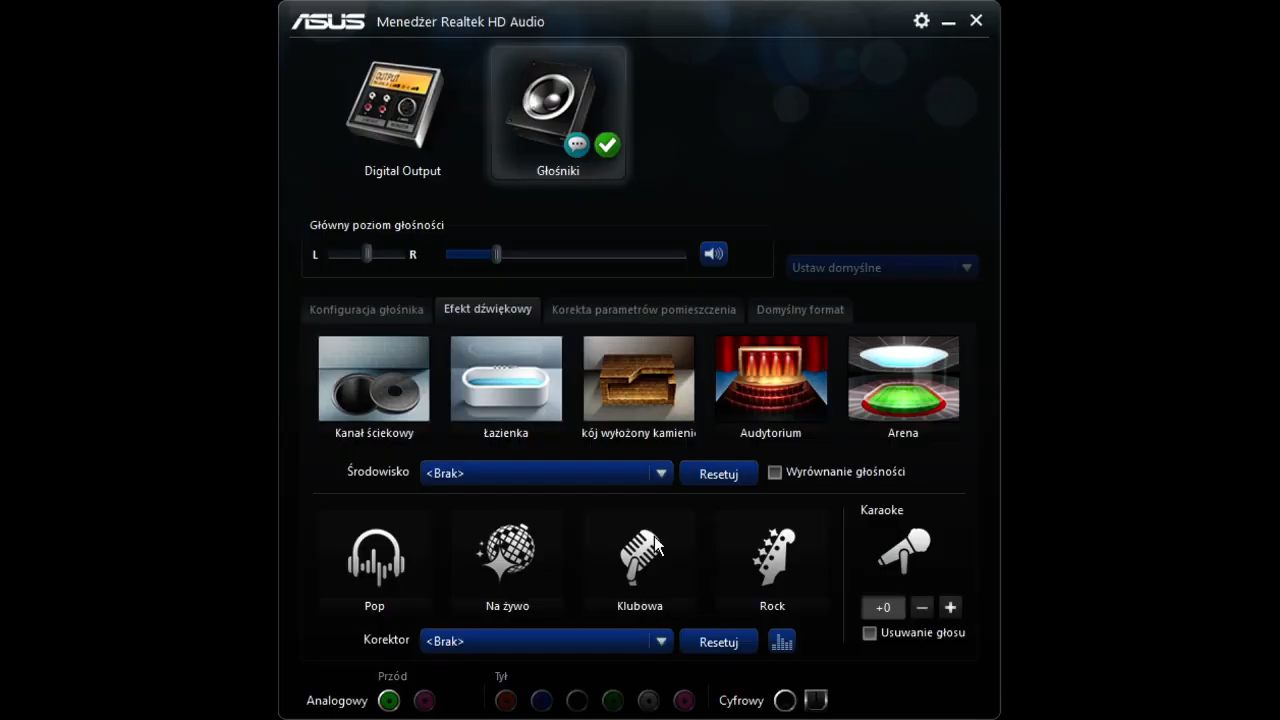 ASUS Menedżer Realtek HD Audio
OUTPUT
Digital Output
Głośniki
Główny poziom głośności
L
R
Ustaw domyślne
Konfiguracja głośnika
Efekt dźwiękowy
Korekta parametrów pomieszczenia
Domyślny format
Kanał ściekowy
Łazienka
kój wyłożony kamieni
Audytorium
Arena
Środowisko
<Brak>
Resetuj
Wyrównanie głośności
Karaoke
Pop
Na żywo
Klubowa
Rock
+0
Usuwanie głosu
Korektor
<Brak>
Resetuj
Przód
Tył
Analogowy
Cyfrowy